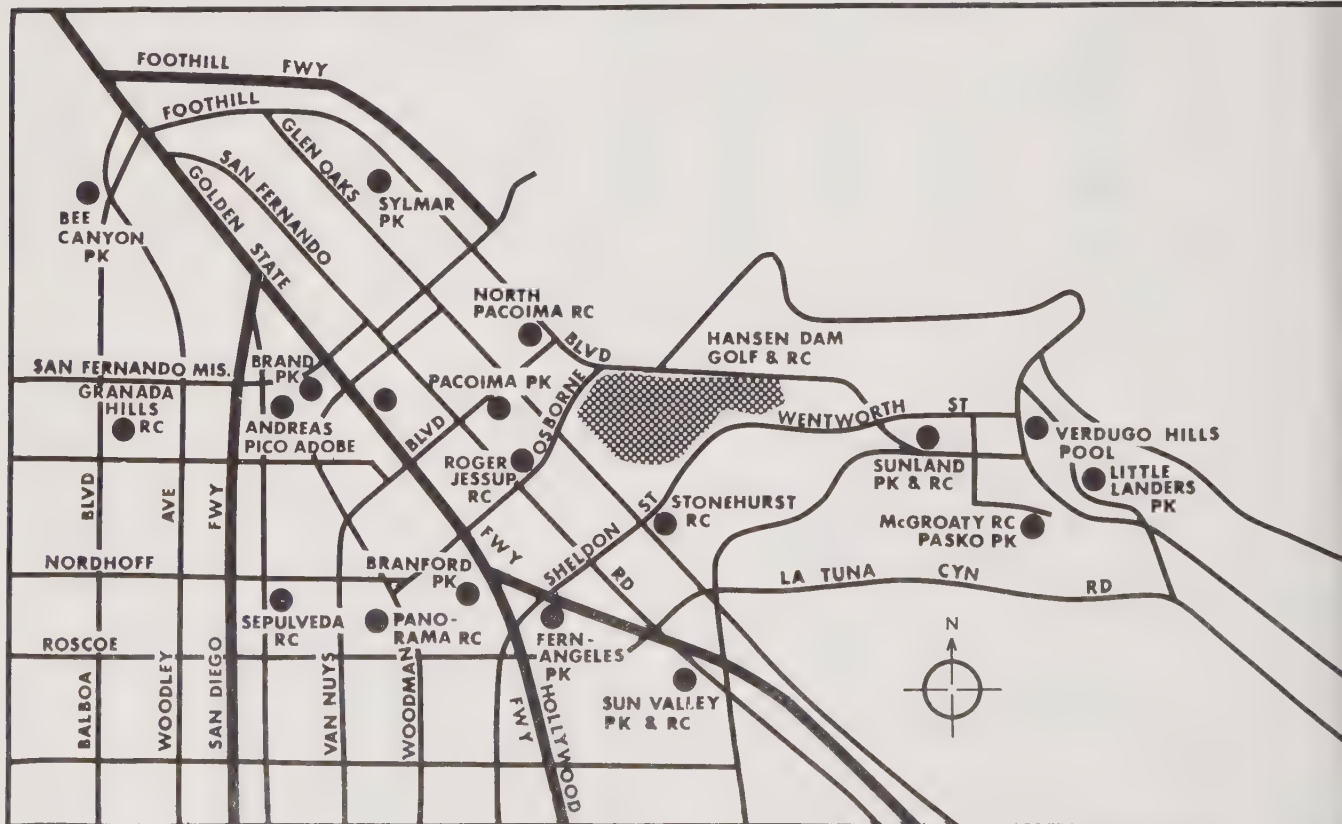 FOOTHILL FWY
FOOTHILL
GLEN OAKS
SAN FERNANDO
GOLDEN STATE
SYLMAR
PK
BEE
CANYON
PK
NORTH
PACOIMA RC
BLVD
HANSEN DAM
GOLF & RC
SAN FERNANDO MIS.
BRAND
PK
GRANADA
HILLS
RC
ANDREAS
PICO ADOBE
PACOIMA PK
BLVD
OSBORNE
ROGER
JESSUP
RC
WENTWORTH ST
SUNLAND
PK & RC
VERDUGO HILLS
POOL
LITTLE
LANDERS
PK
McGROATY RC
PASKO PK
STONEHURST
RC
SHELDON ST
FWY
RD
LA TUNA CYN RD
BLVD
AVE
FWY
NORDHOFF
BRANFORD
PK
SEPULVEDA
RC
PANO-
RAMA RC
FERN-
ANGELES
PK
SUN VALLEY
PK & RC
ROSCOE
BALBOA
WOODLEY
SAN DIEGO
VAN NUYS
WOODMAN
FWY
HOLLYWOOD
N